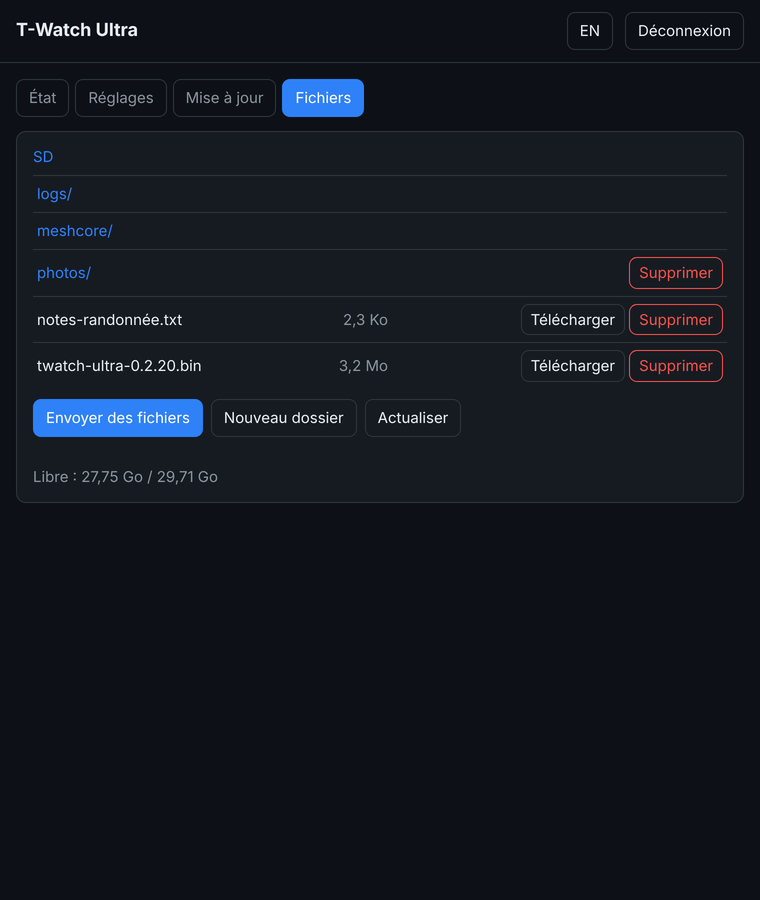 T-Watch Ultra EN Déconnexion
État Réglages Mise à jour Fichiers
SD
logs/
meshcore/
photos/ Supprimer
notes-randonnée.txt 2,3 Ko Télécharger Supprimer
twatch-ultra-0.2.20.bin 3,2 Mo Télécharger Supprimer
Envoyer des fichiers Nouveau dossier Actualiser
Libre : 27,75 Go / 29,71 Go